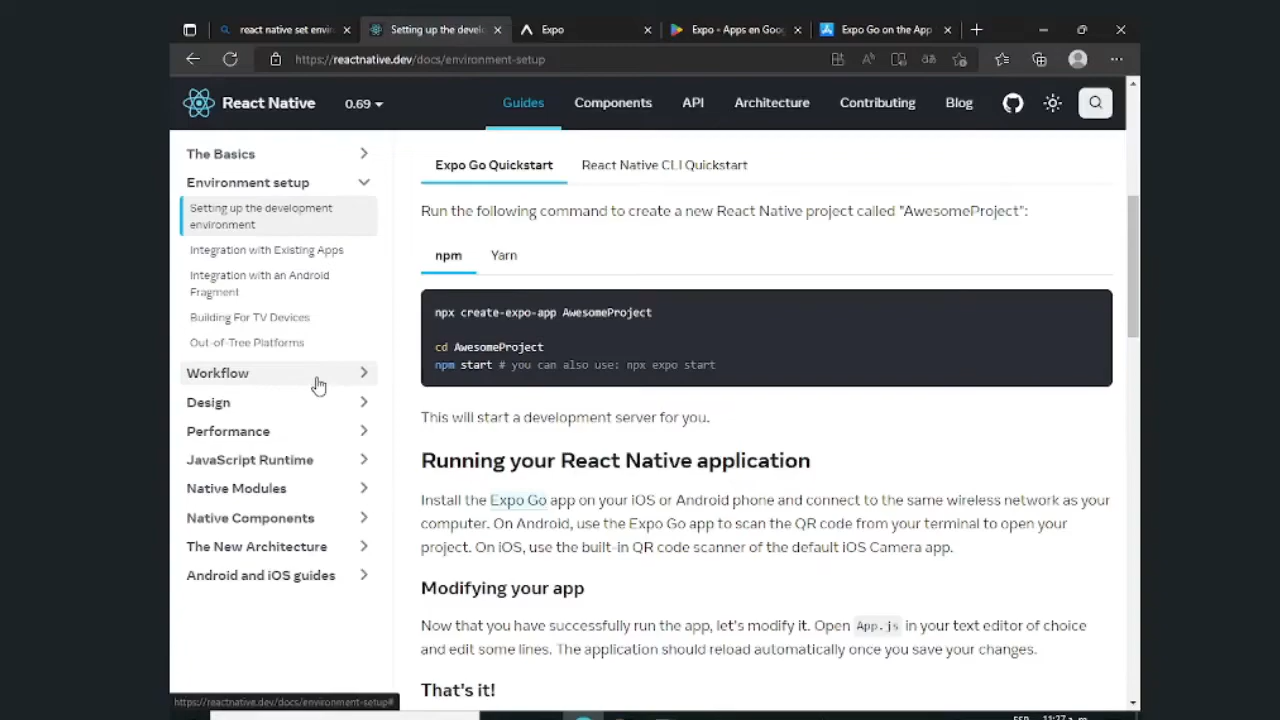 react native set envir
Setting up the develo
Expo
Expo - Apps en Goog
Expo Go on the App
https://reactnative.dev/docs/environment-setup
React Native
0.69
Guides
Components
API
Architecture
Contributing
Blog
The Basics
Environment setup
Setting up the development
environment
Integration with Existing Apps
Integration with an Android
Fragment
Building For TV Devices
Out-of-Tree Platforms
Workflow
Design
Performance
JavaScript Runtime
Native Modules
Native Components
The New Architecture
Android and iOS guides
Expo Go Quickstart
React Native CLI Quickstart
Run the following command to create a new React Native project called "AwesomeProject":
npm
Yarn
npx create-expo-app AwesomeProject
cd AwesomeProject
npm start # you can also use: npx expo start
This will start a development server for you.
Running your React Native application
Install the Expo Go app on your iOS or Android phone and connect to the same wireless network as your
computer. On Android, use the Expo Go app to scan the QR code from your terminal to open your
project. On iOS, use the built-in QR code scanner of the default iOS Camera app.
Modifying your app
Now that you have successfully run the app, let's modify it. Open App.js in your text editor of choice
and edit some lines. The application should reload automatically once you save your changes.
That's it!
https://reactnative.dev/docs/environment-setup#